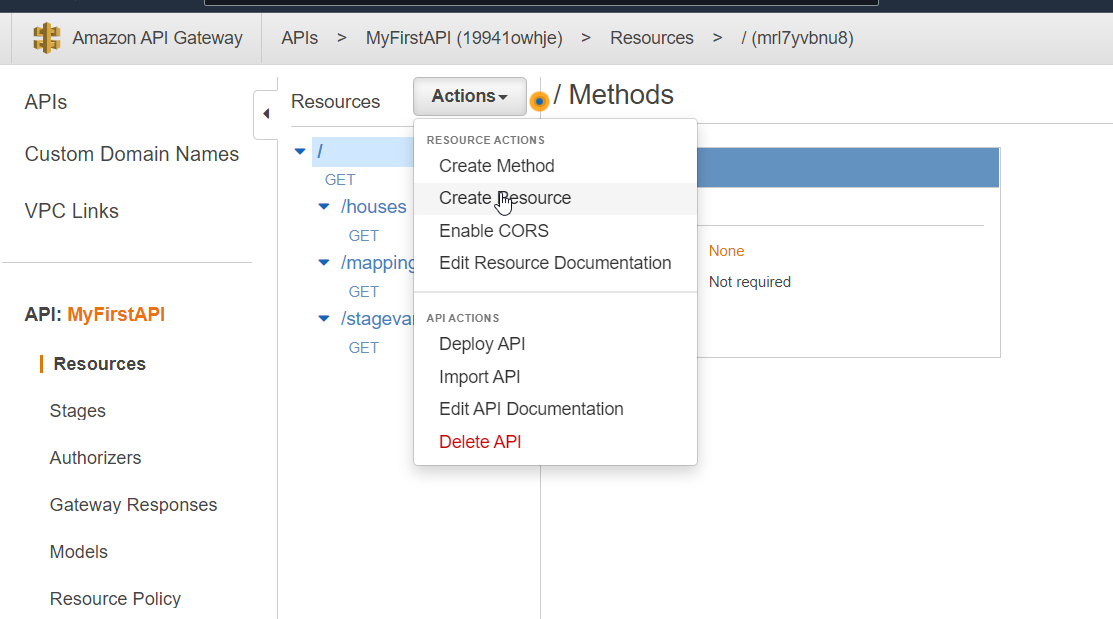 Amazon API Gateway
APIs > MyFirstAPI (19941owhje) > Resources > / (mrl7yvbnu8)
APIs
Custom Domain Names
VPC Links
API: MyFirstAPI
Resources
Stages
Authorizers
Gateway Responses
Models
Resource Policy
Resources
Actions
/
GET
/houses
GET
/mapping
GET
/stageva
GET
RESOURCE ACTIONS
Create Method
Create Resource
Enable CORS
Edit Resource Documentation
API ACTIONS
Deploy API
Import API
Edit API Documentation
Delete API
/ Methods
None
Not required